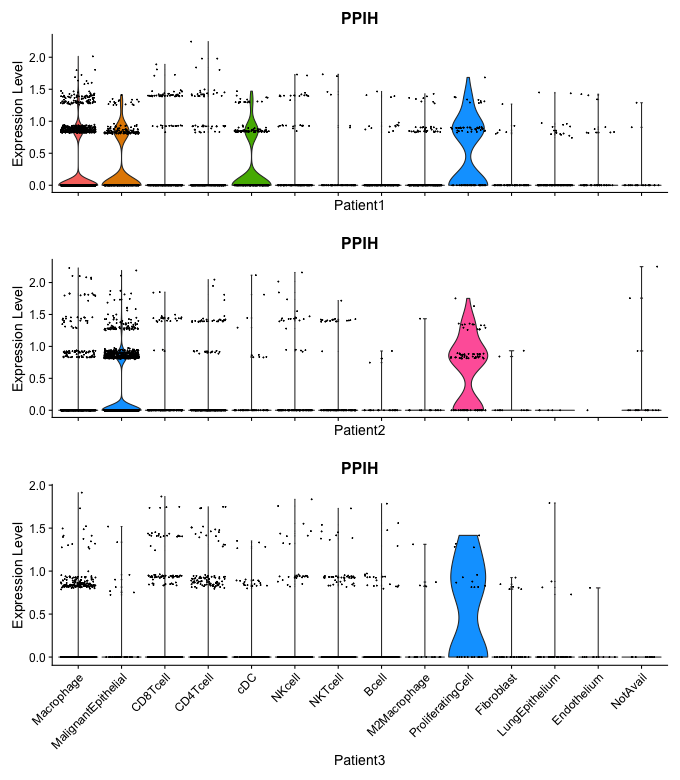 PPIH
Expression Level
2.0
1.5
1.0
0.5
0.0
Patient1
PPIH
Expression Level
2.0
1.5
1.0
0.5
0.0
Patient2
PPIH
Expression Level
2.0
1.5
1.0
0.5
0.0
Macrophage
MalignantEpithelial
CD8Tcell
CD4Tcell
cDC
NKcell
NKTcell
Bcell
M2Macrophage
ProliferatingCell
Fibroblast
LungEpithelium
Endothelium
NotAvail
Patient3